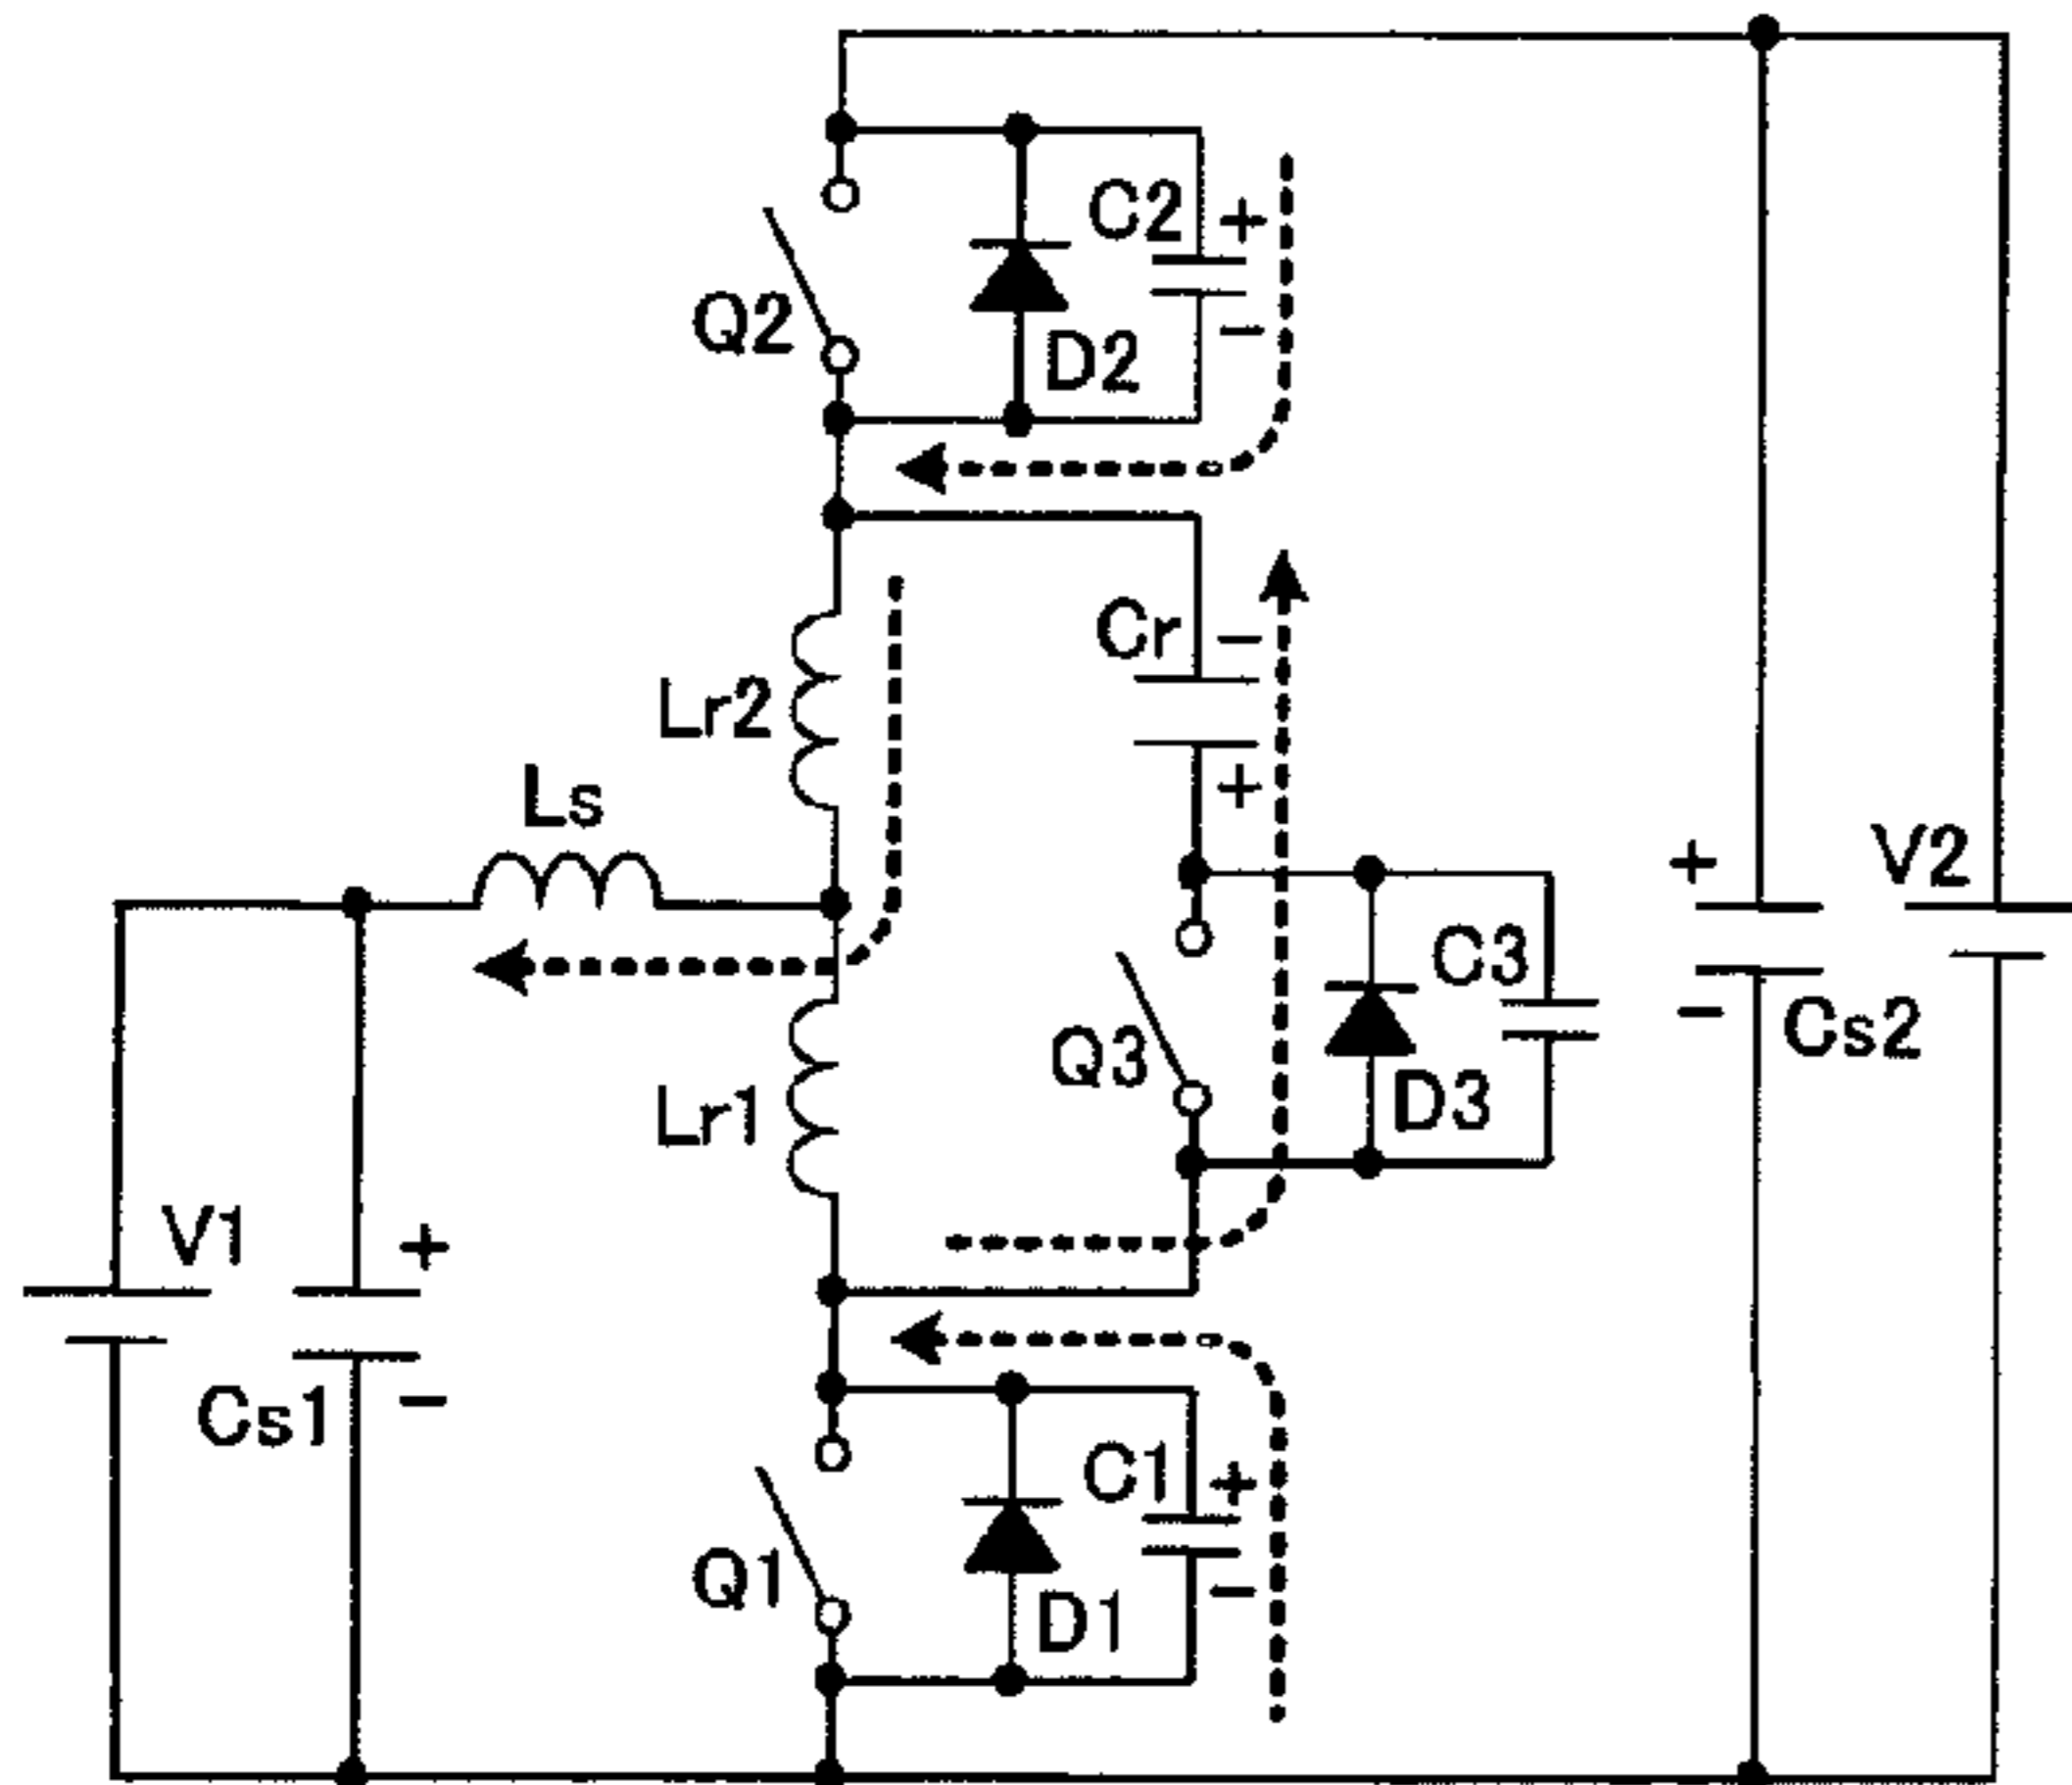 C2
+
Q2
−
D2
Cr
−
Lr2
Ls
+
+
V2
C3
−
Cs2
Q3
D3
Lr1
V1
+
Cs1
−
C1
+
Q1
−
D1